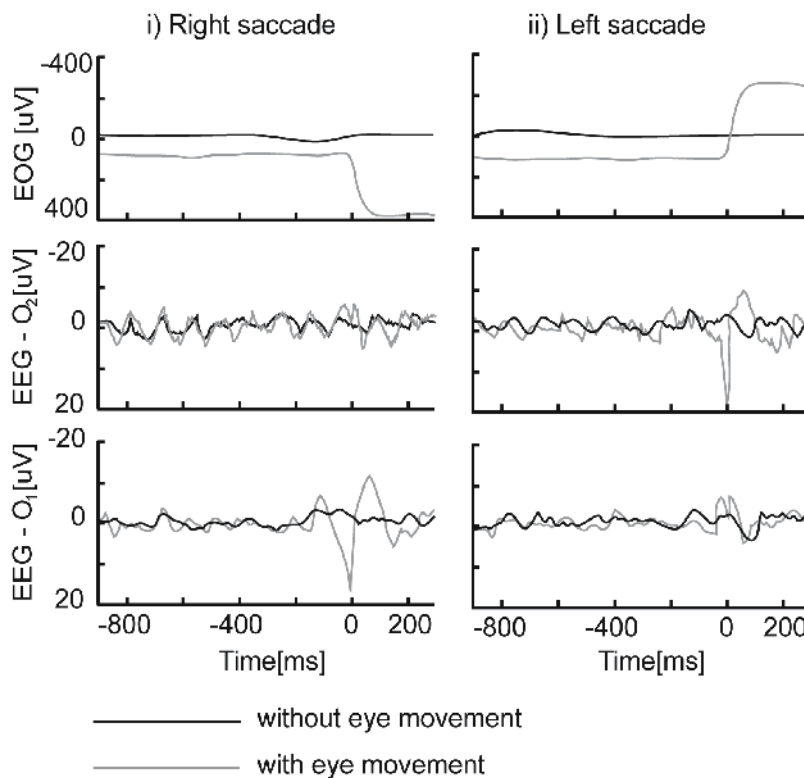 i) Right saccade
ii) Left saccade
EOG [uV]
-400
0
400
EEG - O₂[uV]
-20
0
20
EEG - O₁[uV]
-20
0
20
-800 -400 0 200
-800 -400 0 200
Time[ms]
Time[ms]
without eye movement
with eye movement